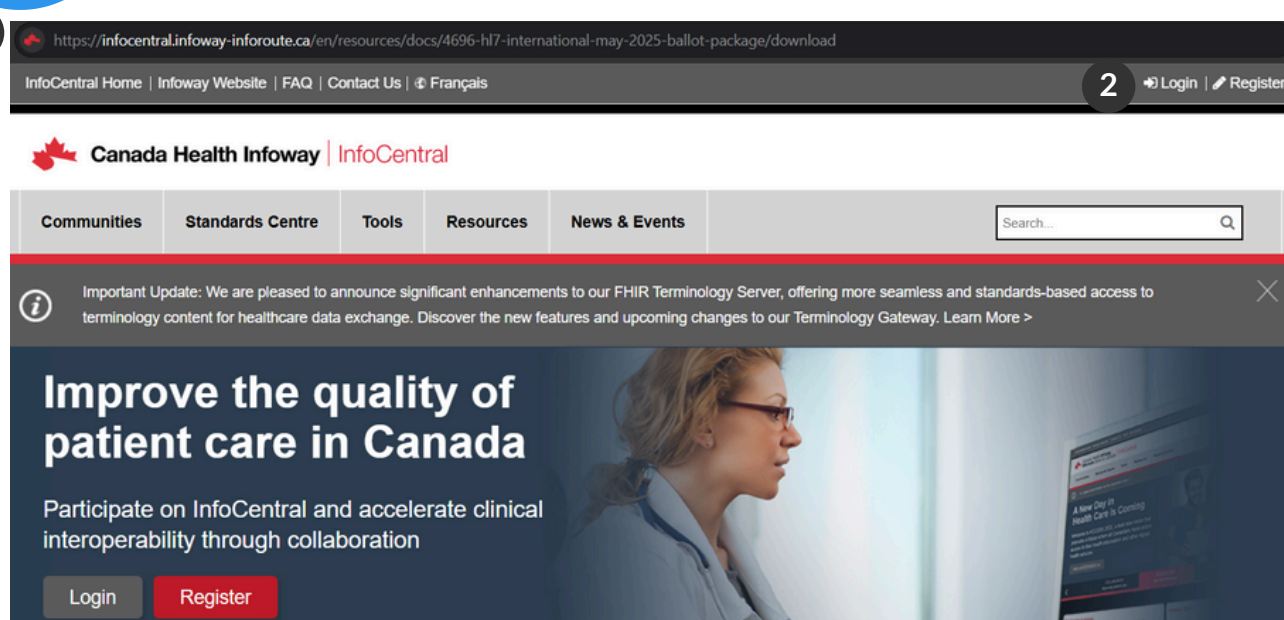 https://infocentral.infoway-inforoute.ca/en/resources/docs/4696-hl7-international-may-2025-ballot-package/download
InfoCentral Home | Infoway Website | FAQ | Contact Us | Français
2 Login | Register
Canada Health Infoway | InfoCentral
Communities Standards Centre Tools Resources News & Events Search...
Important Update: We are pleased to announce significant enhancements to our FHIR Terminology Server, offering more seamless and standards-based access to
terminology content for healthcare data exchange. Discover the new features and upcoming changes to our Terminology Gateway. Learn More >
Improve the quality of
patient care in Canada
Participate on InfoCentral and accelerate clinical
interoperability through collaboration
Login Register
A New Day in
Health Care is Coming